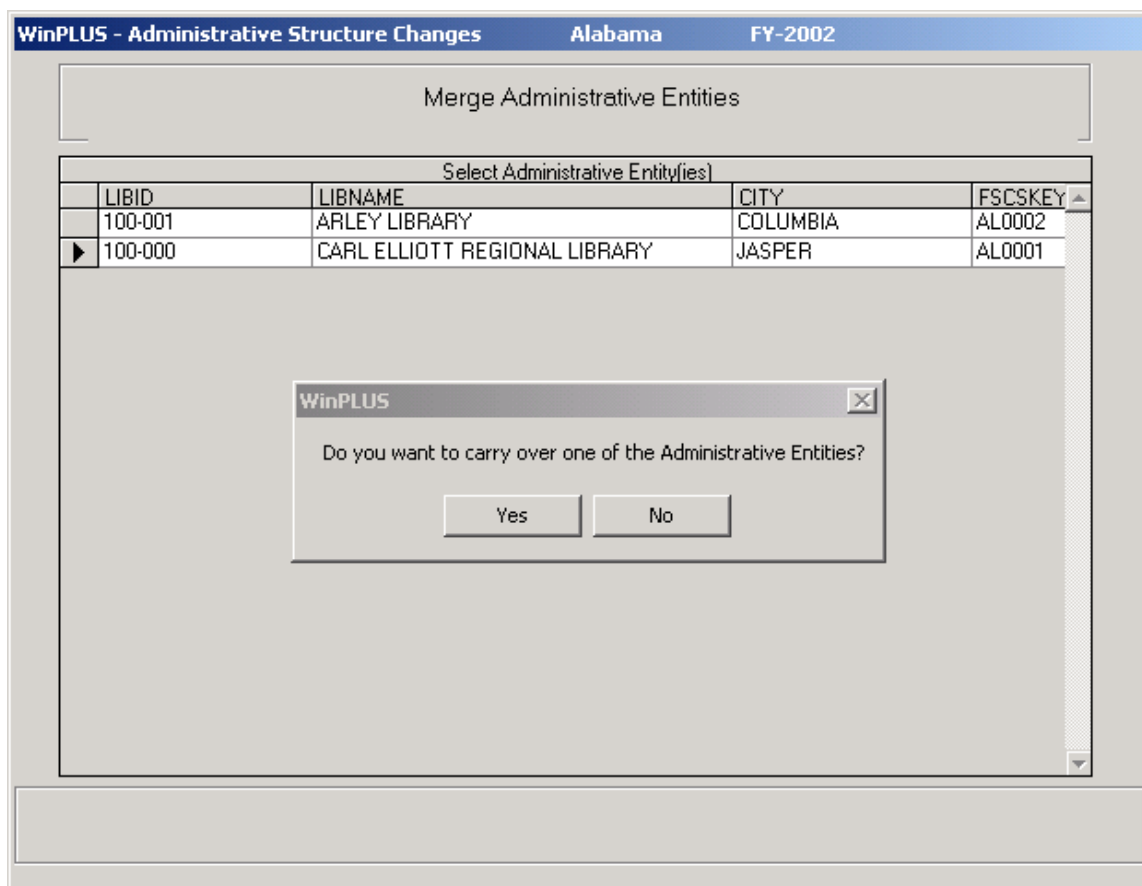 WinPLUS - Administrative Structure Changes Alabama FY-2002
Merge Administrative Entities
Select Administrative Entity(ies)
LIBID LIBNAME CITY FSCSKEY
100-001 ARLEY LIBRARY COLUMBIA AL0002
100-000 CARL ELLIOTT REGIONAL LIBRARY JASPER AL0001
WinPLUS
Do you want to carry over one of the Administrative Entities?
Yes No